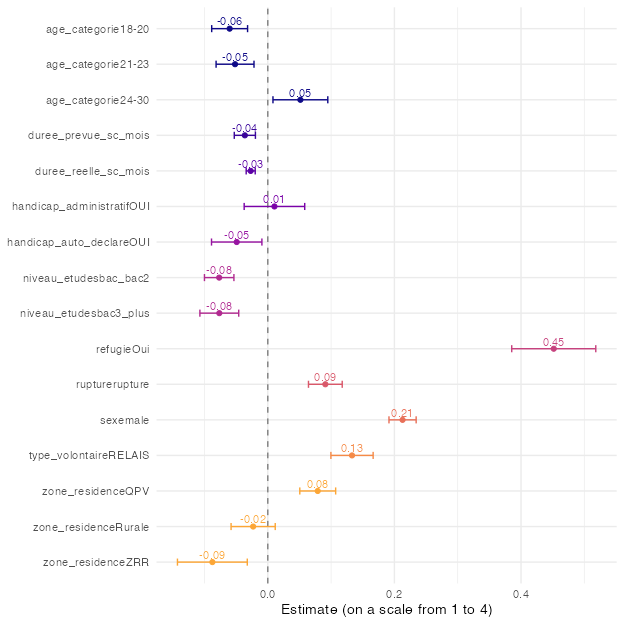 age_categorie18-20 -0.06
age_categorie21-23 -0.05
age_categorie24-30 0.05
duree_prevue_sc_mois -0.04
duree_reelle_sc_mois -0.03
handicap_administratifOUI 0.01
handicap_auto_declareOUI -0.05
niveau_etudesbac_bac2 -0.08
niveau_etudesbac3_plus -0.08
refugieOui 0.45
rupturerupture 0.09
sexemale 0.21
type_volontaireRELAIS 0.13
zone_residenceQPV 0.08
zone_residenceRurale -0.02
zone_residenceZRR -0.09
0.0 0.2 0.4
Estimate (on a scale from 1 to 4)